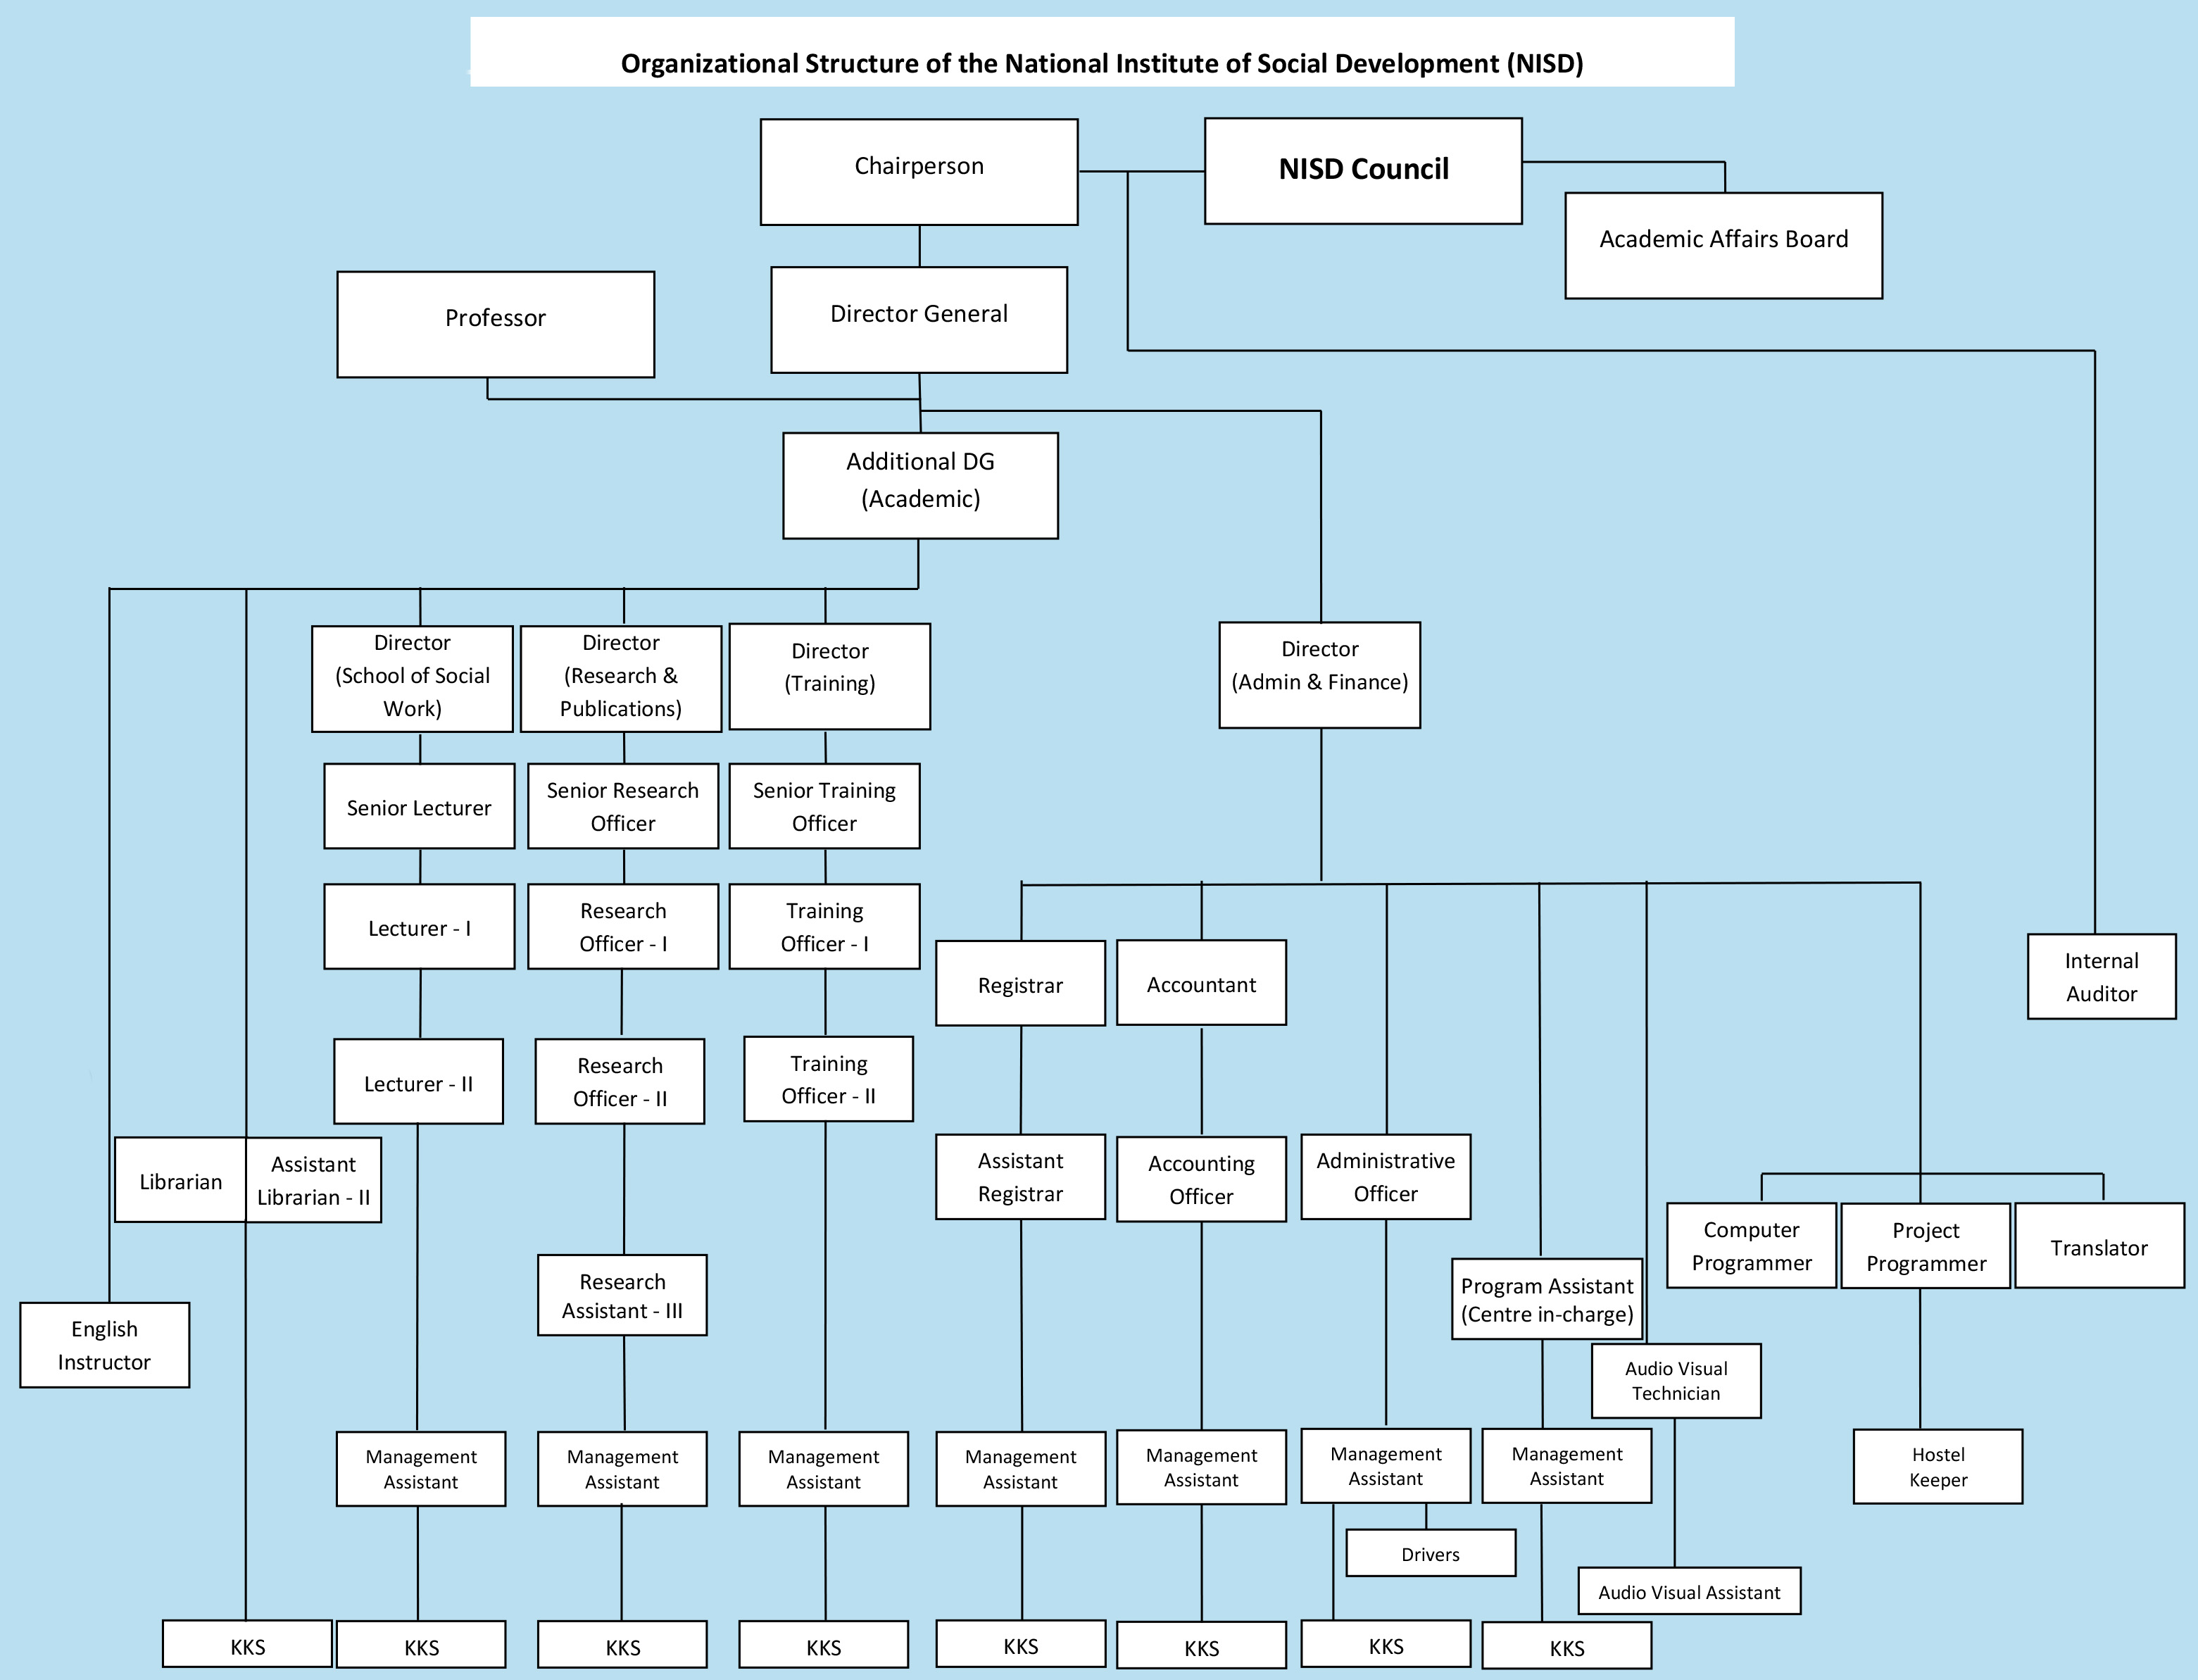 Organizational Structure of the National Institute of Social Development (NISD)
Chairperson
NISD Council
Academic Affairs Board
Professor
Director General
Additional DG
(Academic)
Director
(School of Social
Work)
Director
(Research &
Publications)
Director
(Training)
Director
(Admin & Finance)
Senior Lecturer
Senior Research
Officer
Senior Training
Officer
Lecturer - I
Research
Officer - I
Training
Officer - I
Registrar
Accountant
Internal
Auditor
Lecturer - II
Research
Officer - II
Training
Officer - II
Librarian
Assistant
Librarian - II
Assistant
Registrar
Accounting
Officer
Administrative
Officer
Computer
Programmer
Project
Programmer
Translator
English
Instructor
Research
Assistant - III
Program Assistant
(Centre in-charge)
Audio Visual
Technician
Management
Assistant
Management
Assistant
Management
Assistant
Management
Assistant
Management
Assistant
Management
Assistant
Management
Assistant
Hostel
Keeper
Drivers
Audio Visual Assistant
KKS
KKS
KKS
KKS
KKS
KKS
KKS
KKS